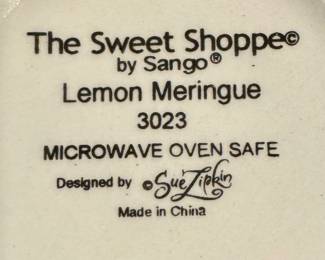 The Sweet Shoppe©
by Sango®
Lemon Meringue
3023
MICROWAVE OVEN SAFE
Designed by ©Sue Zipkin
Made in China